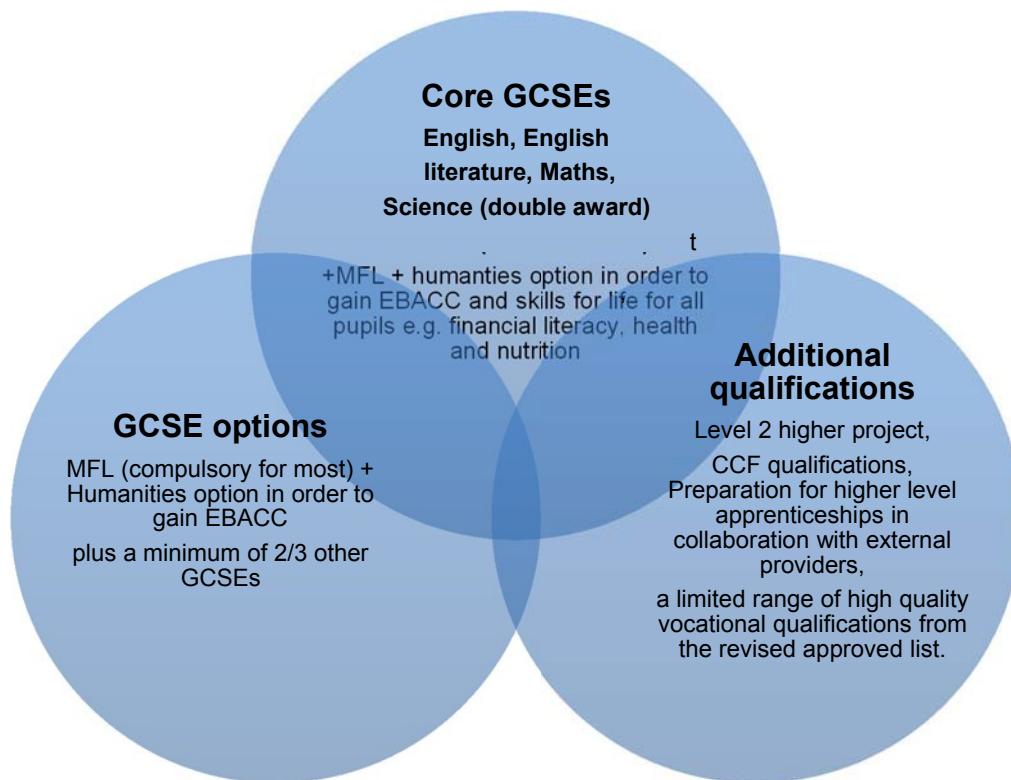 Core GCSEs
English, English
literature, Maths,
Science (double award)
t
+MFL + humanties option in order to
gain EBACC and skills for life for all
pupils e.g. financial literacy, health
and nutrition
GCSE options
MFL (compulsory for most) +
Humanities option in order to
gain EBACC
plus a minimum of 2/3 other
GCSEs
Additional
qualifications
Level 2 higher project,
CCF qualifications,
Preparation for higher level
apprenticeships in
collaboration with external
providers,
a limited range of high quality
vocational qualifications from
the revised approved list.